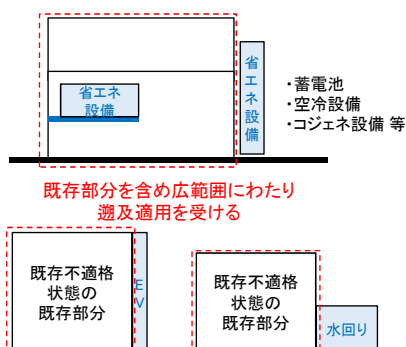 省エネ
設備
省エネ設備
・蓄電池
・空冷設備
・コジェネ設備 等
既存部分を含め広範囲にわたり
遡及適用を受ける
既存不適格
状態の
既存部分
EV
既存不適格
状態の
既存部分
水回り